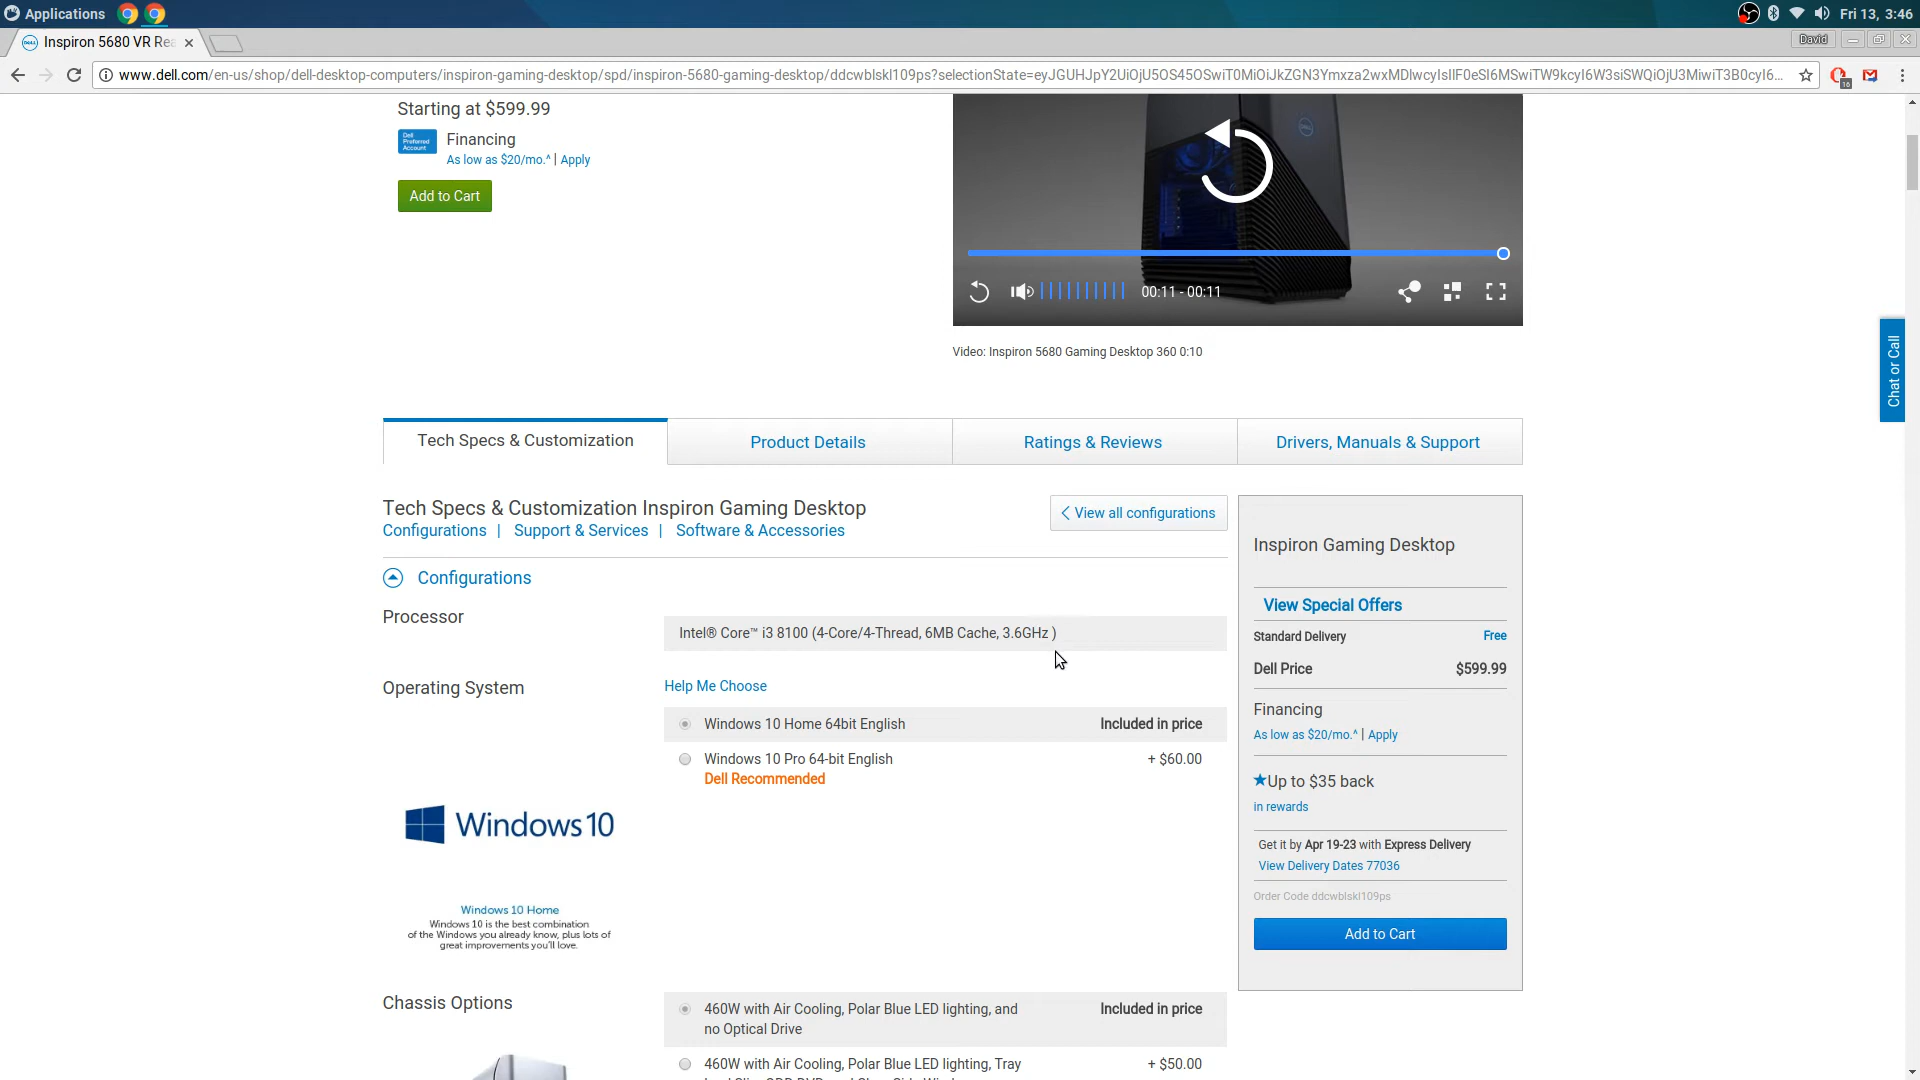 Applications
Fri 13, 3:46
Inspiron 5680 VR Rea
David
www.dell.com/en-us/shop/dell-desktop-computers/inspiron-gaming-desktop/spd/inspiron-5680-gaming-desktop/ddcwblskl109ps?selectionState=
16
Starting at $599.99
Dell Preferred Account
Financing
As low as $20/mo.^ | Apply
Add to Cart
00:11 - 00:11
Video: Inspiron 5680 Gaming Desktop 360 0:10
Chat or Call
Tech Specs & Customization
Product Details
Ratings & Reviews
Drivers, Manuals & Support
Tech Specs & Customization Inspiron Gaming Desktop
View all configurations
Configurations | Support & Services | Software & Accessories
Configurations
Processor
Intel® Core™ i3 8100 (4-Core/4-Thread, 6MB Cache, 3.6GHz )
Operating System
Help Me Choose
Windows 10 Home 64bit English
Included in price
Windows 10 Pro 64-bit English
+ $60.00
Dell Recommended
Windows 10
Windows 10 Home
Windows 10 is the best combination
of the Windows you already know, plus lots of
great improvements you'll love.
Chassis Options
460W with Air Cooling, Polar Blue LED lighting, and
no Optical Drive
Included in price
460W with Air Cooling, Polar Blue LED lighting, Tray
+ $50.00
Inspiron Gaming Desktop
View Special Offers
Standard Delivery
Free
Dell Price
$599.99
Financing
As low as $20/mo.^ | Apply
★Up to $35 back
in rewards
Get it by Apr 19-23 with Express Delivery
View Delivery Dates 77036
Order Code ddcwblskl109ps
Add to Cart